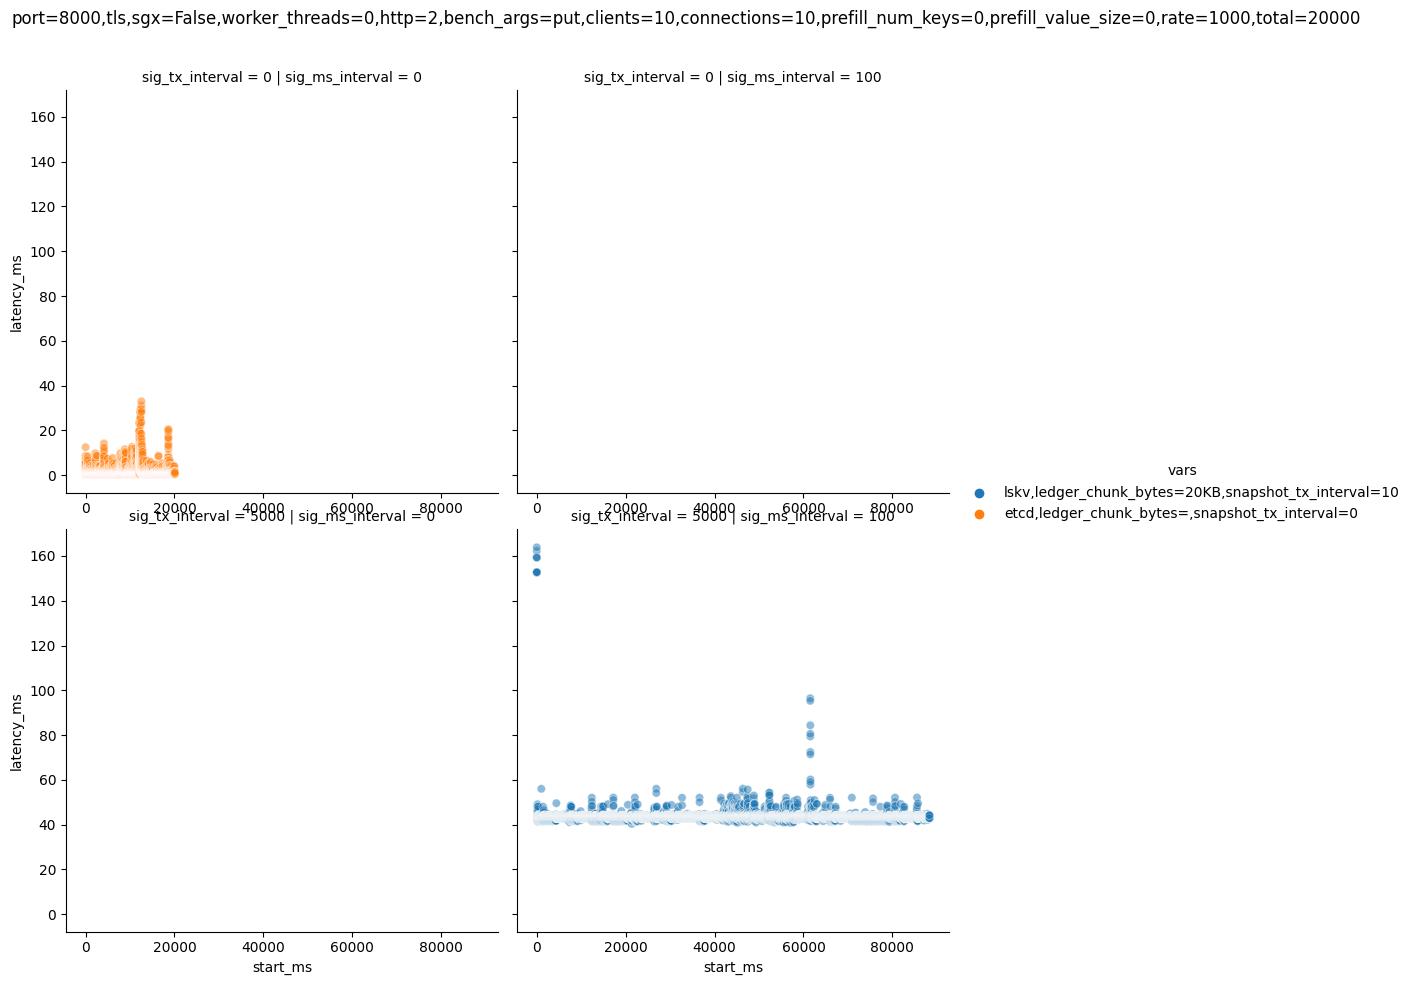 port=8000,tls,sgx=False,worker_threads=0,http=2,bench_args=put,clients=10,connections=10,prefill_num_keys=0,prefill_value_size=0,rate=1000,total=20000
sig_tx_interval = 0 | sig_ms_interval = 0
sig_tx_interval = 0 | sig_ms_interval = 100
160
140
120
100
80
60
40
20
0
latency_ms
0 20000 40000 60000 80000
0 20000 40000 60000 80000
vars
lskv,ledger_chunk_bytes=20KB,snapshot_tx_interval=10
etcd,ledger_chunk_bytes=,snapshot_tx_interval=0
sig_tx_interval = 5000 | sig_ms_interval = 0
sig_tx_interval = 5000 | sig_ms_interval = 100
160
140
120
100
80
60
40
20
0
latency_ms
0 20000 40000 60000 80000
0 20000 40000 60000 80000
start_ms
start_ms